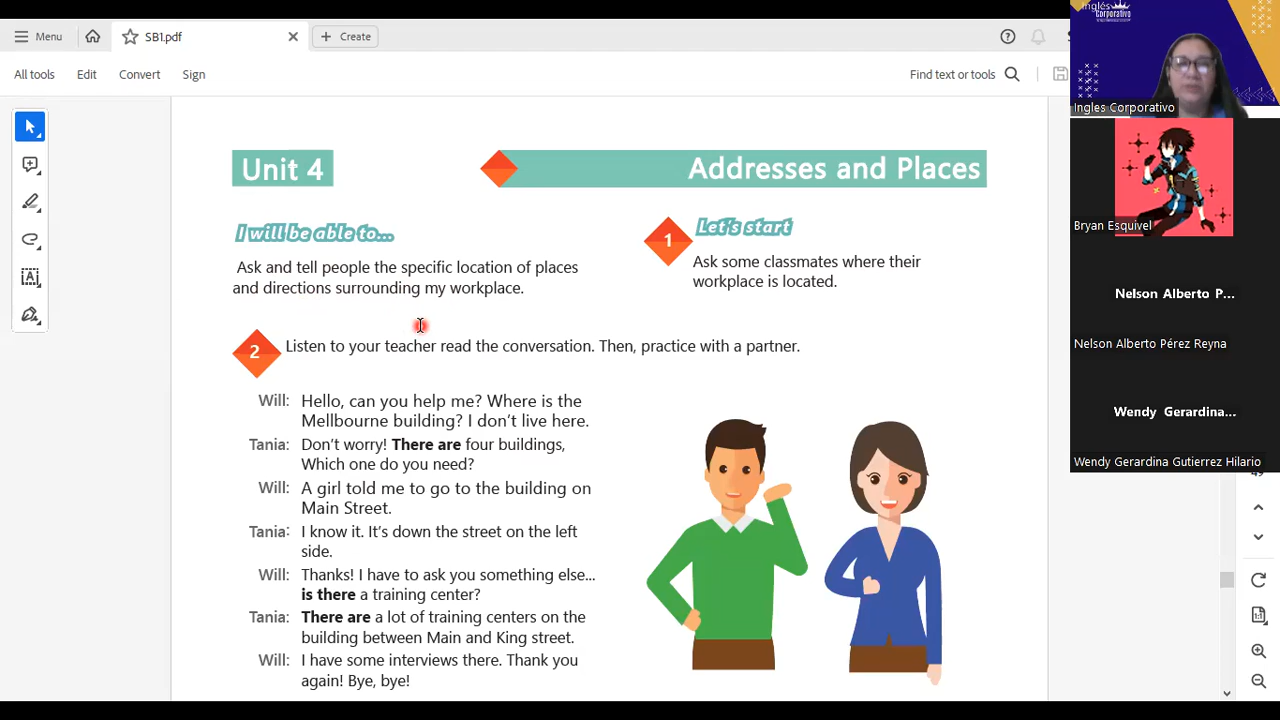 Menu
SB1.pdf
Create
All tools
Edit
Convert
Sign
Find text or tools
Unit 4
Addresses and Places
I will be able to...
Ask and tell people the specific location of places
and directions surrounding my workplace.
1
Let's start
Ask some classmates where their
workplace is located.
2
Listen to your teacher read the conversation. Then, practice with a partner.
Will: Hello, can you help me? Where is the
Mellbourne building? I don't live here.
Tania: Don't worry! There are four buildings,
Which one do you need?
Will: A girl told me to go to the building on
Main Street.
Tania: I know it. It's down the street on the left
side.
Will: Thanks! I have to ask you something else...
is there a training center?
Tania: There are a lot of training centers on the
building between Main and King street.
Will: I have some interviews there. Thank you
again! Bye, bye!
Inglés
Corporativo
Ingles Corporativo
Bryan Esquivel
Nelson Alberto P...
Nelson Alberto Pérez Reyna
Wendy Gerardina...
Wendy Gerardina Gutierrez Hilario